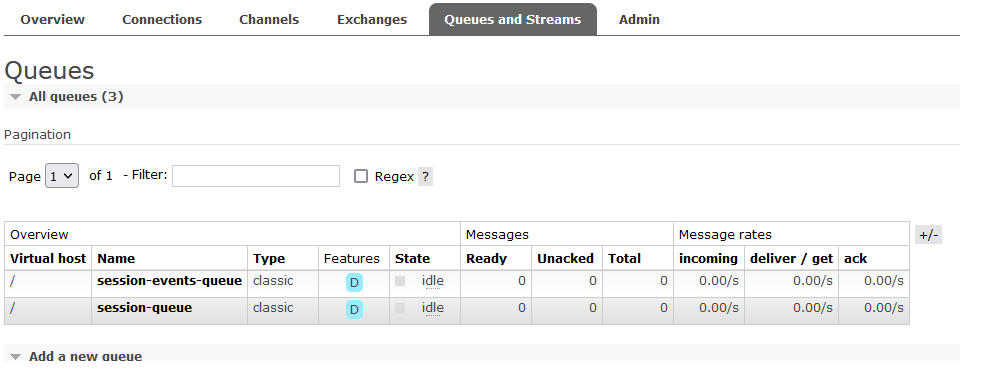 Overview Connections Channels Exchanges Queues and Streams Admin
Queues
All queues (3)
Pagination
Page 1 of 1 - Filter: Regex ?
Overview Messages Message rates +/-
Virtual host Name Type Features State Ready Unacked Total incoming deliver / get ack
/ session-events-queue classic D idle 0 0 0 0.00/s 0.00/s 0.00/s
/ session-queue classic D idle 0 0 0 0.00/s 0.00/s 0.00/s
Add a new queue